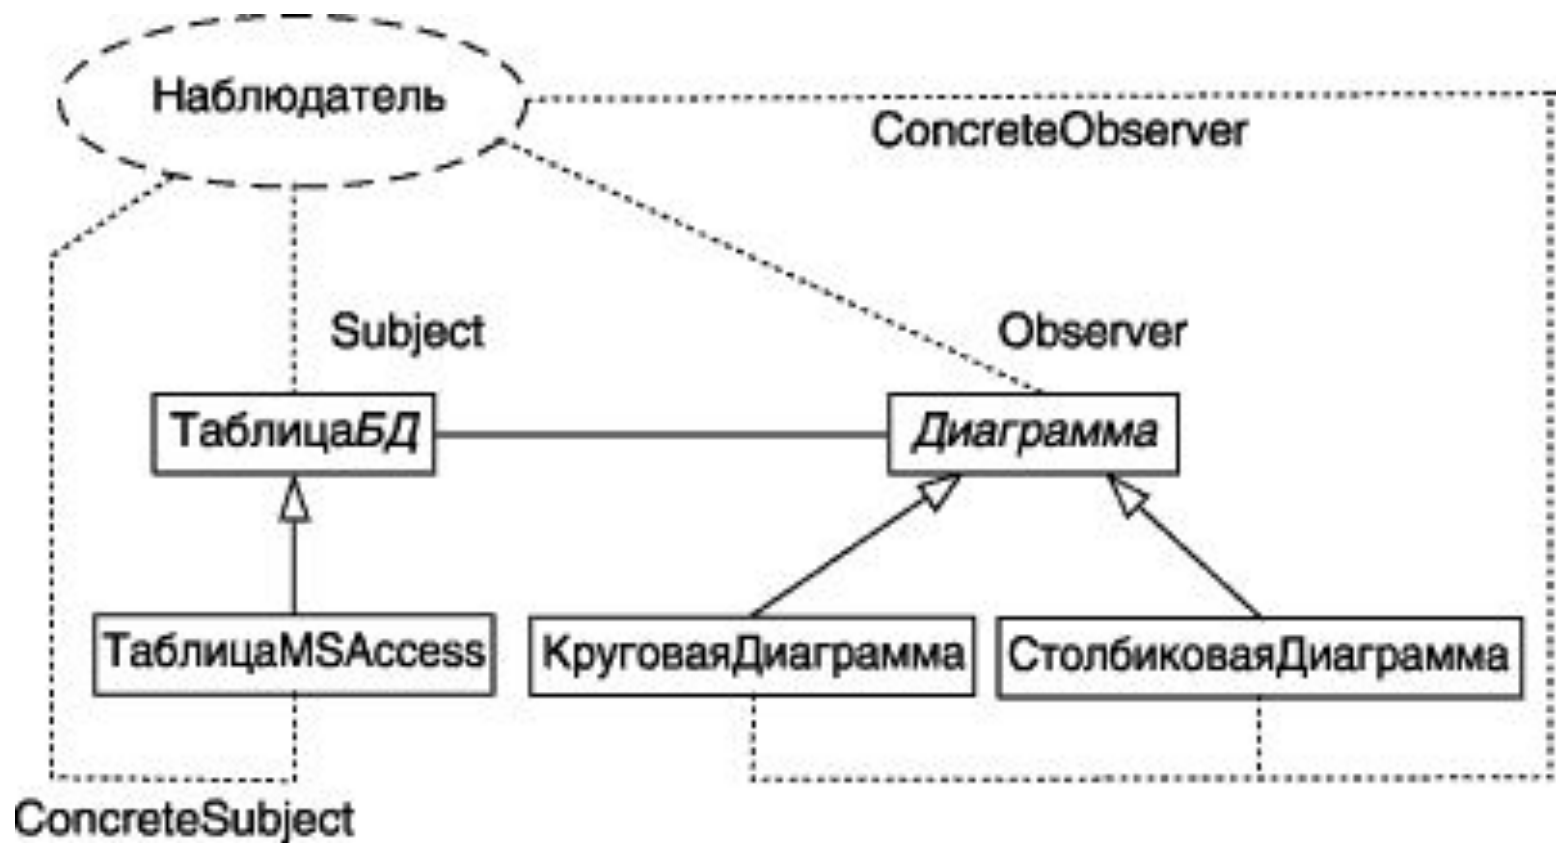 Наблюдатель
ConcreteObserver
Subject
Observer
ТаблицаБД
Диаграмма
ТаблицаMSAccess
КруговаяДиаграмма
СтолбиковаяДиаграмма
ConcreteSubject